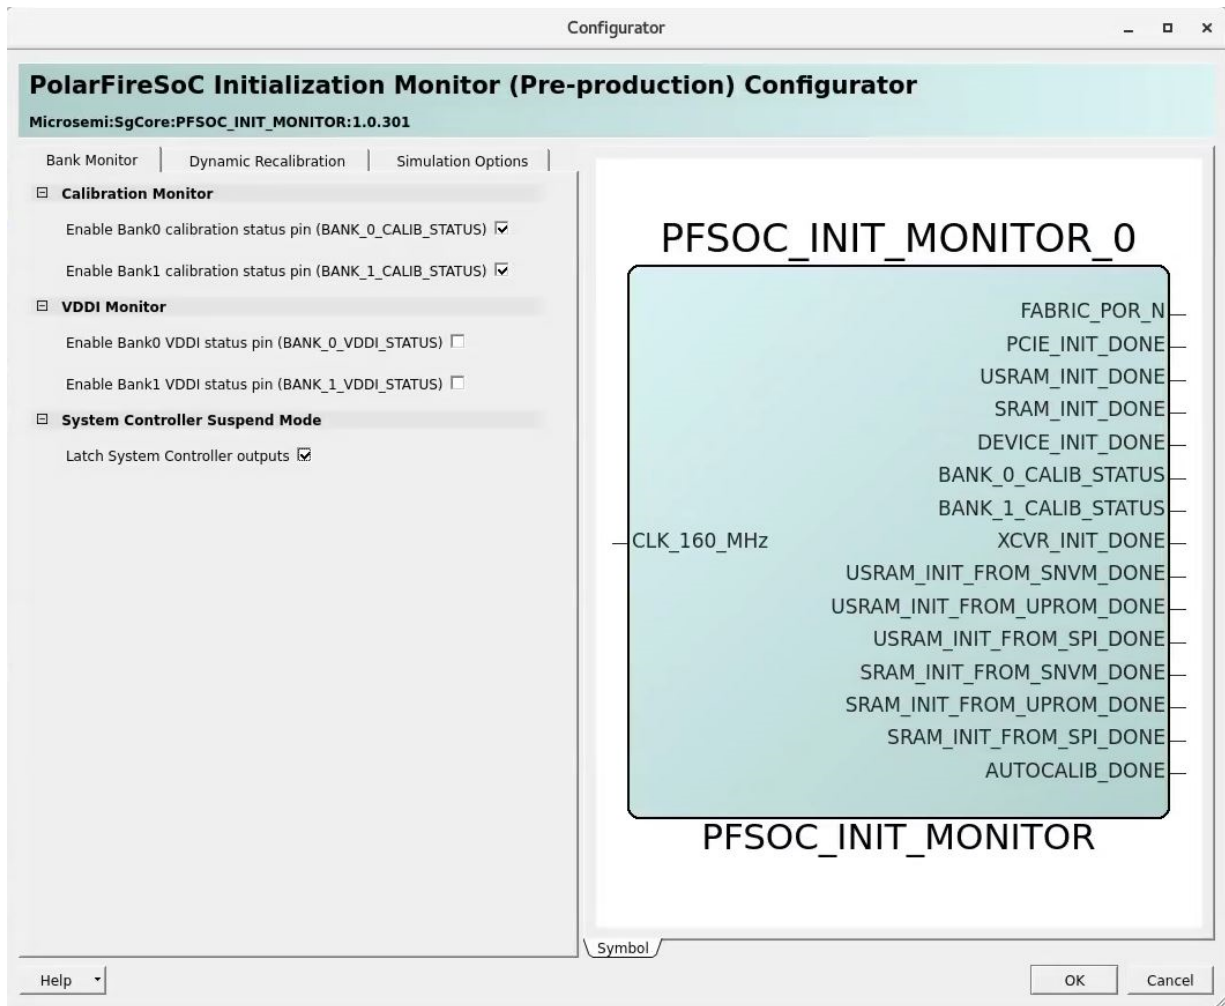 Configurator
PolarFireSoC Initialization Monitor (Pre-production) Configurator
Microsemi:SgCore:PFSOC_INIT_MONITOR:1.0.301
Bank Monitor
Dynamic Recalibration
Simulation Options
Calibration Monitor
Enable Bank0 calibration status pin (BANK_0_CALIB_STATUS)
Enable Bank1 calibration status pin (BANK_1_CALIB_STATUS)
VDDI Monitor
Enable Bank0 VDDI status pin (BANK_0_VDDI_STATUS)
Enable Bank1 VDDI status pin (BANK_1_VDDI_STATUS)
System Controller Suspend Mode
Latch System Controller outputs
PFSOC_INIT_MONITOR_0
FABRIC_POR_N
PCIE_INIT_DONE
USRAM_INIT_DONE
SRAM_INIT_DONE
DEVICE_INIT_DONE
BANK_0_CALIB_STATUS
BANK_1_CALIB_STATUS
CLK_160_MHz
XCVR_INIT_DONE
USRAM_INIT_FROM_SNVM_DONE
USRAM_INIT_FROM_UPROM_DONE
USRAM_INIT_FROM_SPI_DONE
SRAM_INIT_FROM_SNVM_DONE
SRAM_INIT_FROM_UPROM_DONE
SRAM_INIT_FROM_SPI_DONE
AUTOCALIB_DONE
PFSOC_INIT_MONITOR
Symbol
Help
OK
Cancel